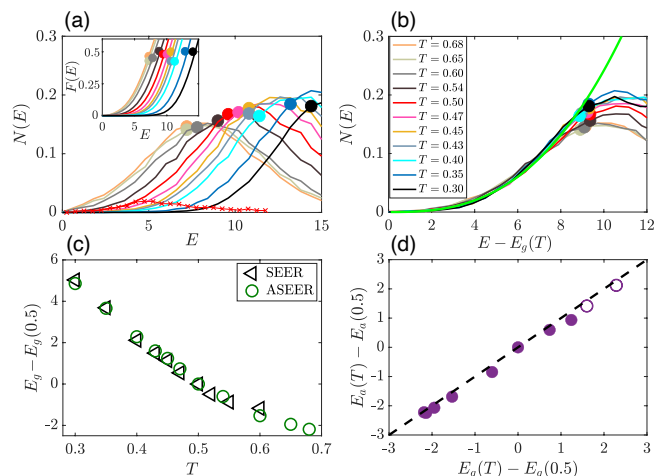 (a)
(b)
0.3
0.2
0.1
0
N(E)
0.5
0
F(E)
0 5 10
E
0 5 10 15
E
0.3
0.2
0.1
0
N(E)
T = 0.68
T = 0.65
T = 0.60
T = 0.54
T = 0.50
T = 0.47
T = 0.45
T = 0.43
T = 0.40
T = 0.35
T = 0.30
0 2 4 6 8 10 12
E − E_g(T)
(c)
(d)
6
4
2
0
-2
E_g − E_g(0.5)
SEER
ASEER
0.3 0.4 0.5 0.6 0.7
T
3
2
1
0
-1
-2
-3
E_a(T) − E_a(0.5)
-3 -2 -1 0 1 2 3
E_g(T) − E_g(0.5)